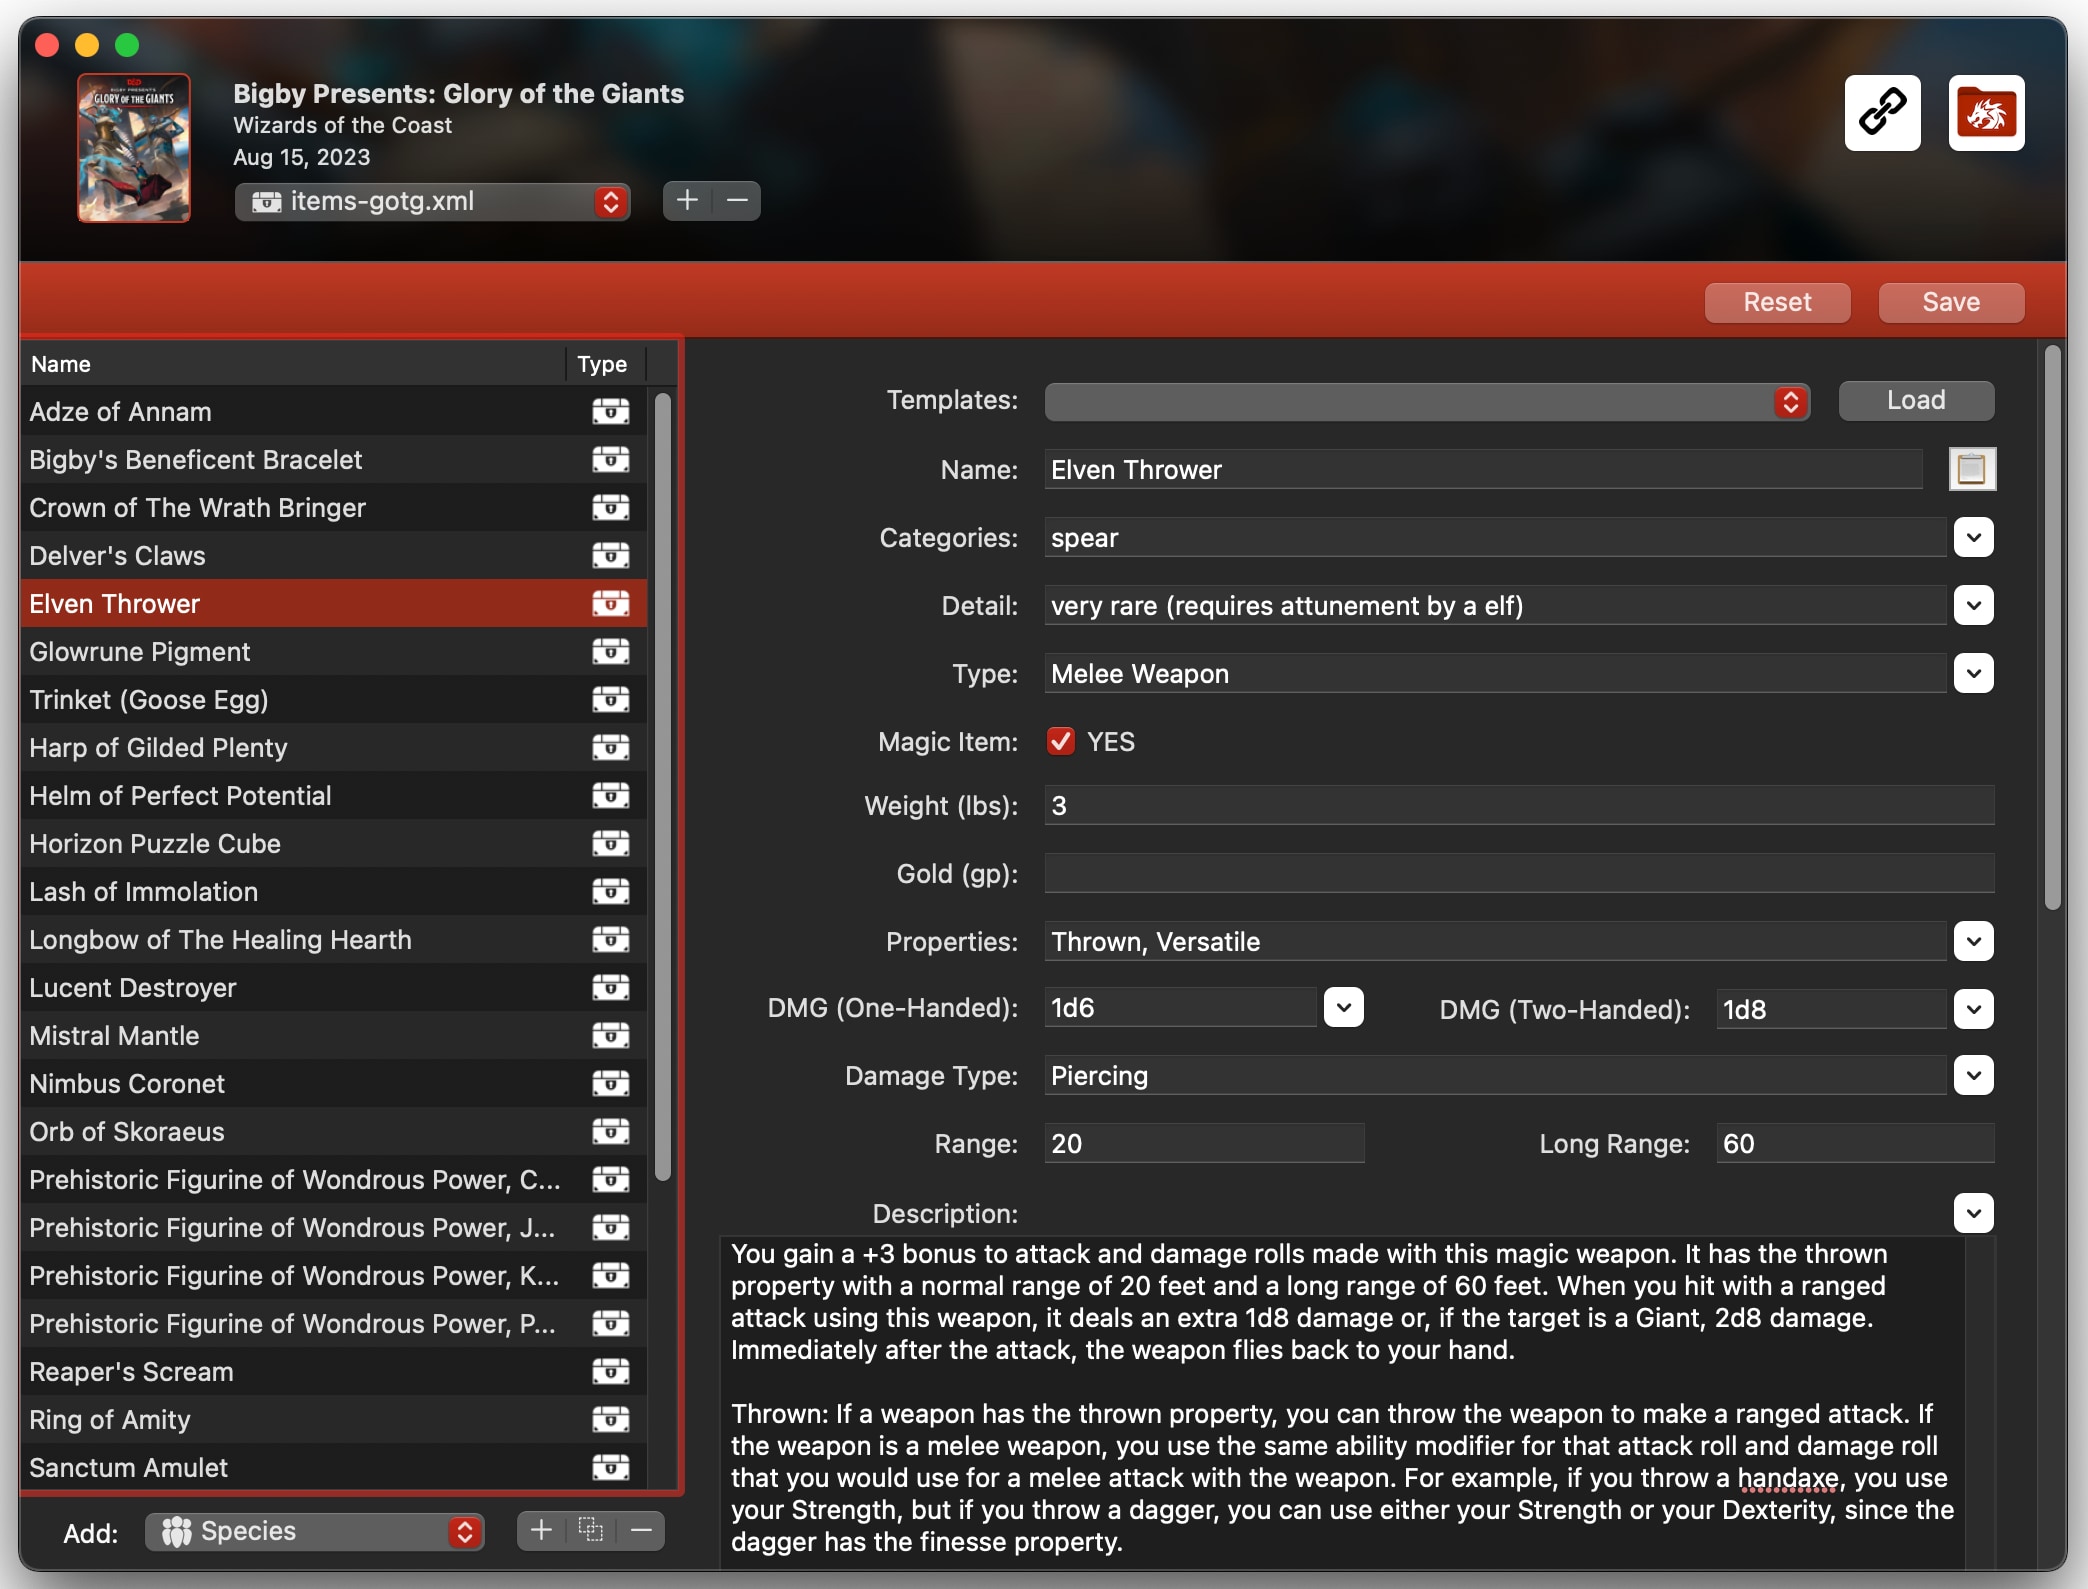 BIGBY PRESENTS
GLORY OF THE GIANTS
Bigby Presents: Glory of the Giants
Wizards of the Coast
Aug 15, 2023
items-gotg.xml
Reset
Save
Name
Type
Adze of Annam
Bigby's Beneficent Bracelet
Crown of The Wrath Bringer
Delver's Claws
Elven Thrower
Glowrune Pigment
Trinket (Goose Egg)
Harp of Gilded Plenty
Helm of Perfect Potential
Horizon Puzzle Cube
Lash of Immolation
Longbow of The Healing Hearth
Lucent Destroyer
Mistral Mantle
Nimbus Coronet
Orb of Skoraeus
Prehistoric Figurine of Wondrous Power, C...
Prehistoric Figurine of Wondrous Power, J...
Prehistoric Figurine of Wondrous Power, K...
Prehistoric Figurine of Wondrous Power, P...
Reaper's Scream
Ring of Amity
Sanctum Amulet
Add:
Species
Templates:
Load
Name:
Elven Thrower
Categories:
spear
Detail:
very rare (requires attunement by a elf)
Type:
Melee Weapon
Magic Item:
YES
Weight (lbs):
3
Gold (gp):
Properties:
Thrown, Versatile
DMG (One-Handed):
1d6
DMG (Two-Handed):
1d8
Damage Type:
Piercing
Range:
20
Long Range:
60
Description:
You gain a +3 bonus to attack and damage rolls made with this magic weapon. It has the thrown
property with a normal range of 20 feet and a long range of 60 feet. When you hit with a ranged
attack using this weapon, it deals an extra 1d8 damage or, if the target is a Giant, 2d8 damage.
Immediately after the attack, the weapon flies back to your hand.
Thrown: If a weapon has the thrown property, you can throw the weapon to make a ranged attack. If
the weapon is a melee weapon, you use the same ability modifier for that attack roll and damage roll
that you would use for a melee attack with the weapon. For example, if you throw a handaxe, you use
your Strength, but if you throw a dagger, you can use either your Strength or your Dexterity, since the
dagger has the finesse property.